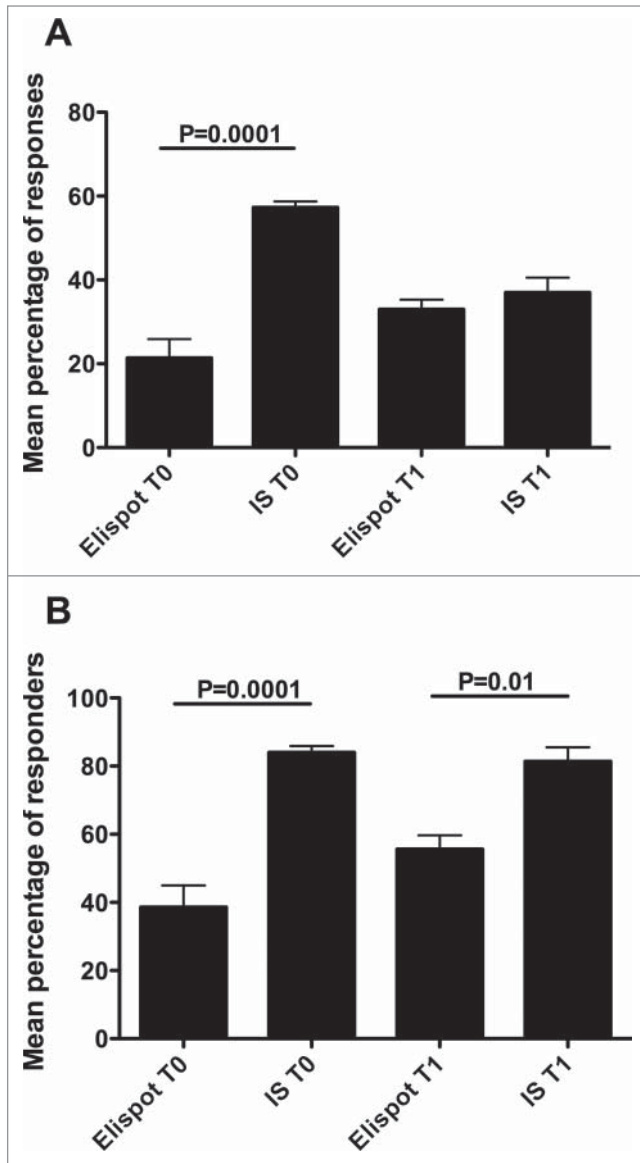 A
Mean percentage of responses
80
60
40
20
0
P=0.0001
Elispot T0
IS T0
Elispot T1
IS T1
B
Mean percentage of responders
100
80
60
40
20
0
P=0.0001
P=0.01
Elispot T0
IS T0
Elispot T1
IS T1